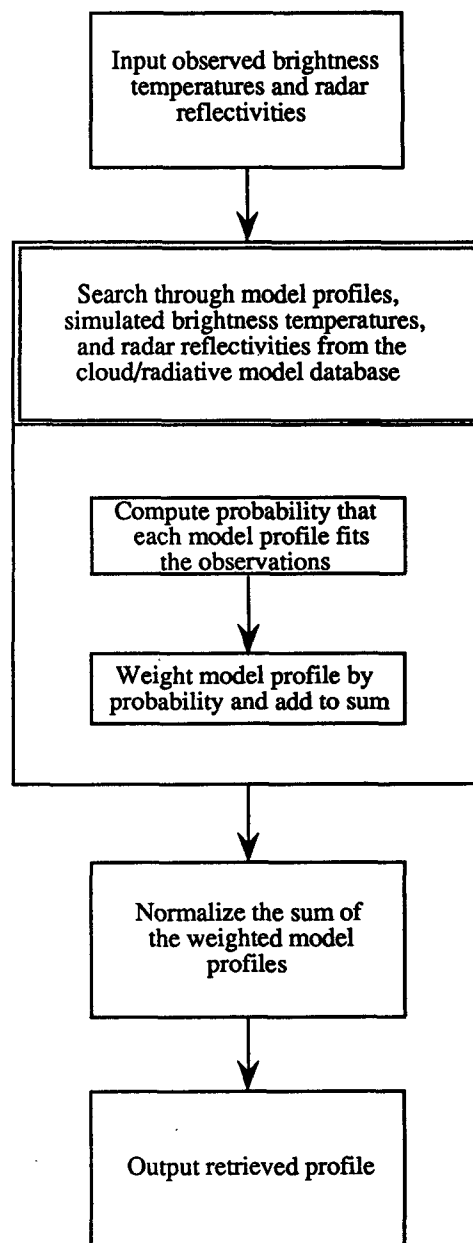 Input observed brightness
temperatures and radar
reflectivities
Search through model profiles,
simulated brightness temperatures,
and radar reflectivities from the
cloud/radiative model database
Compute probability that
each model profile fits
the observations
Weight model profile by
probability and add to sum
Normalize the sum of
the weighted model
profiles
Output retrieved profile